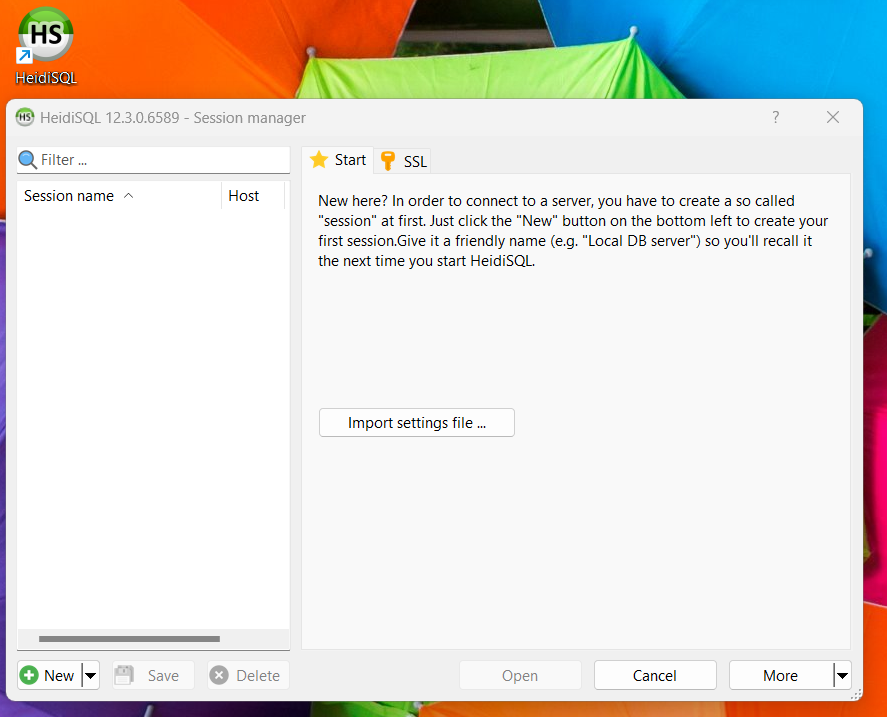 HS
HeidiSQL
HS HeidiSQL 12.3.0.6589 - Session manager ?
Filter ...
Session name Host
Start SSL
New here? In order to connect to a server, you have to create a so called
"session" at first. Just click the "New" button on the bottom left to create your
first session.Give it a friendly name (e.g. "Local DB server") so you'll recall it
the next time you start HeidiSQL.
Import settings file ...
New Save Delete Open Cancel More